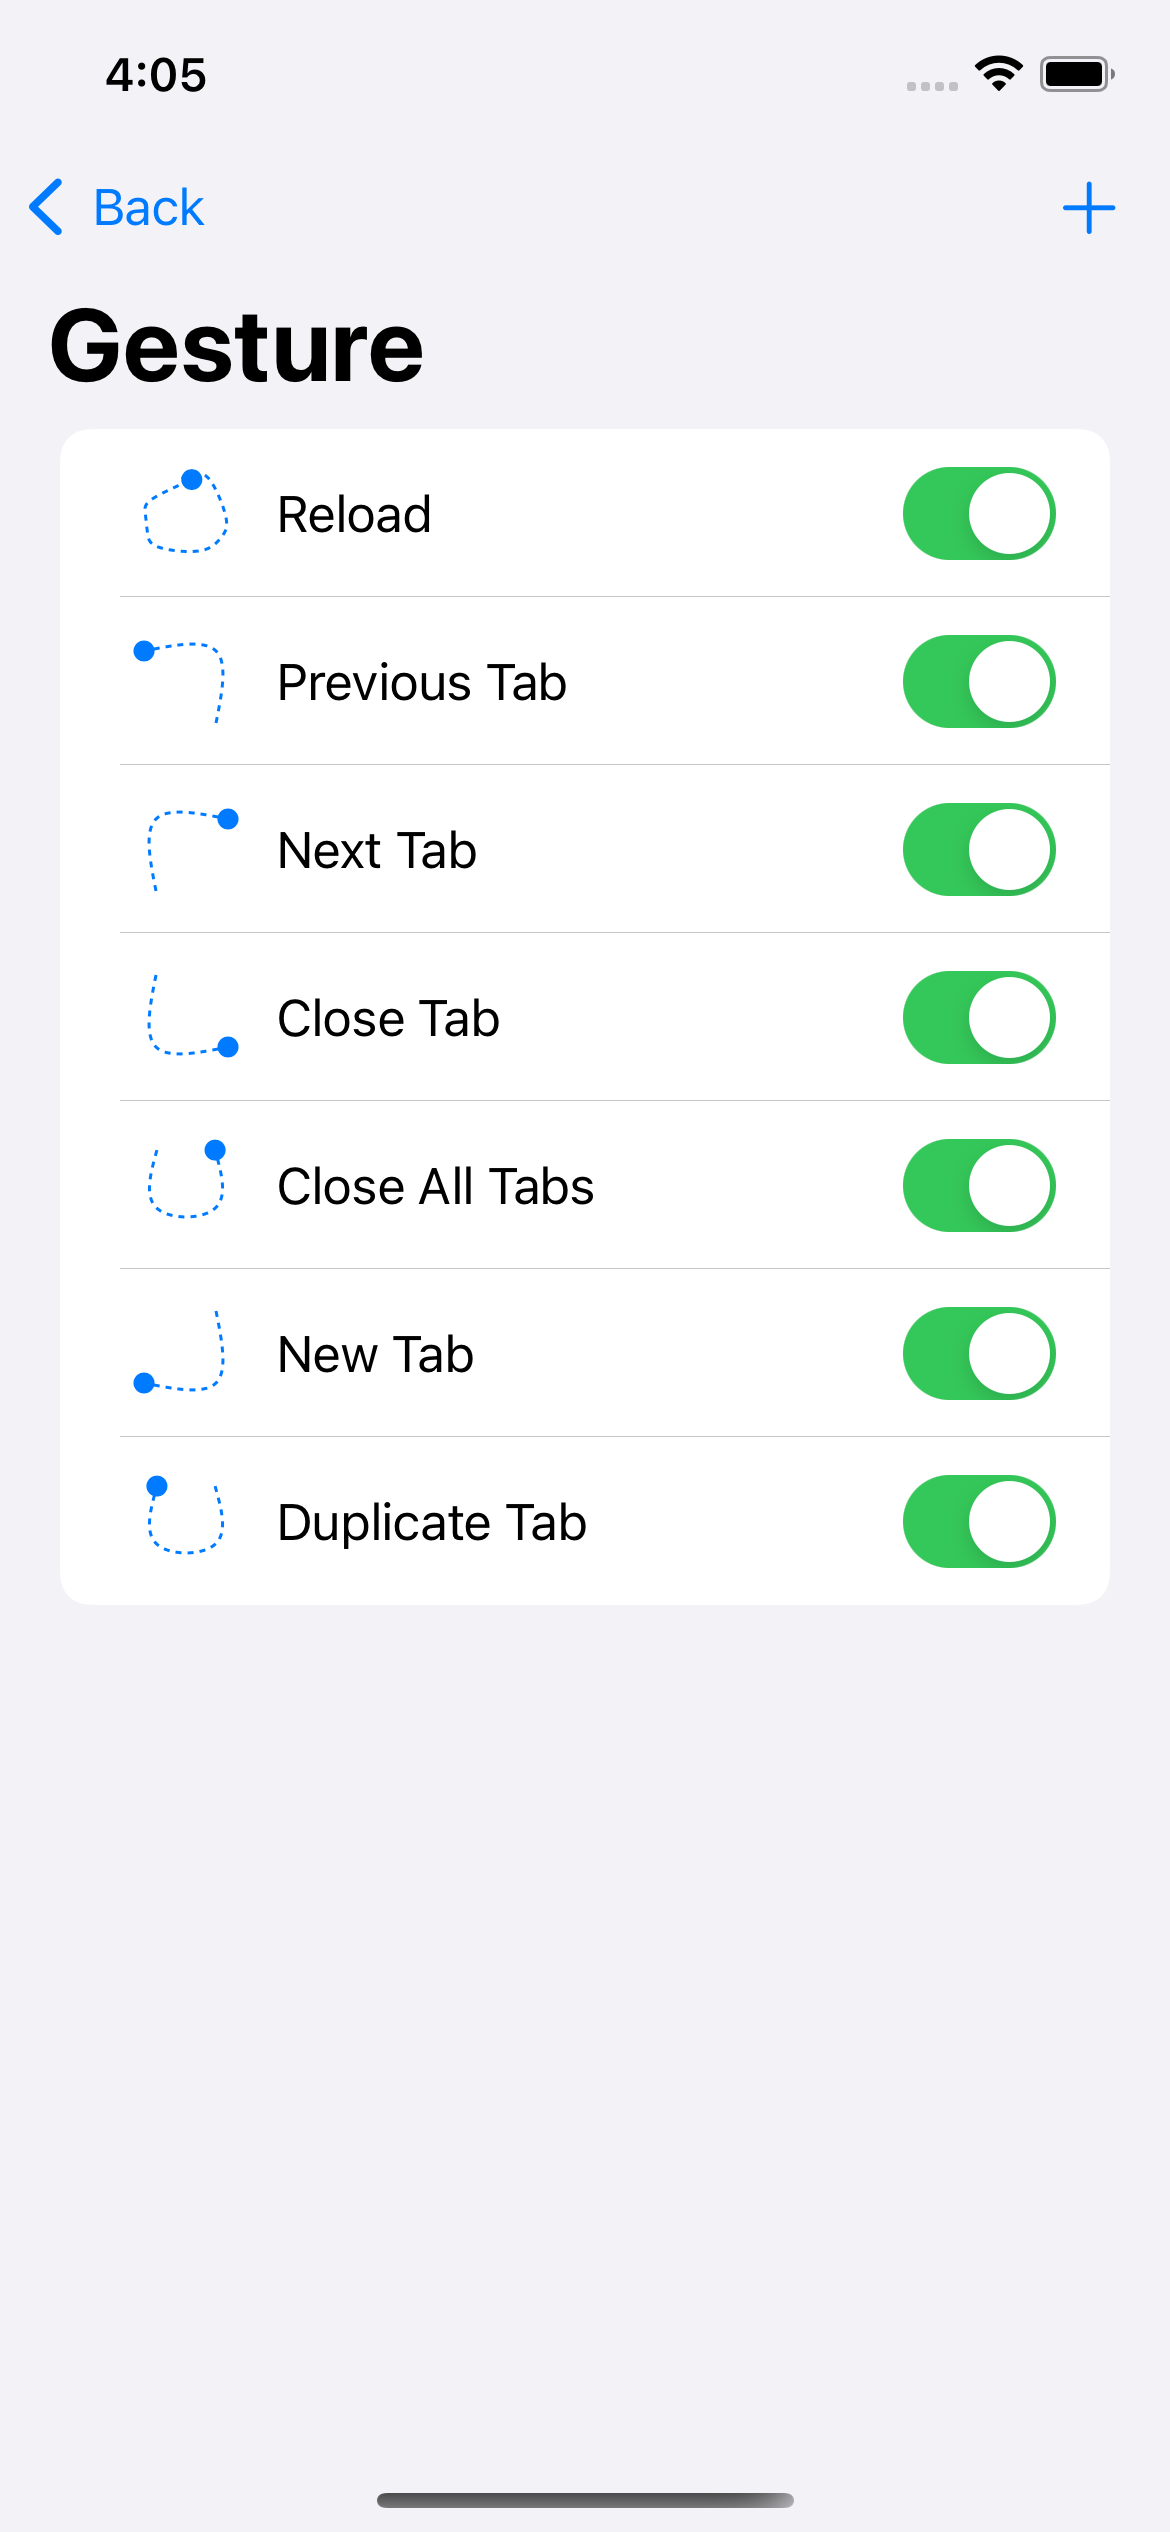 4:05
Back
Gesture
Reload
Previous Tab
Next Tab
Close Tab
Close All Tabs
New Tab
Duplicate Tab